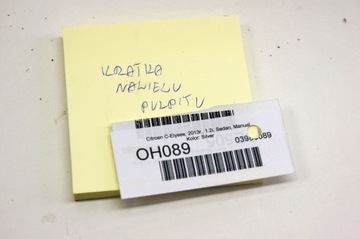 KRATKA
NAWIEWU
PULPITU
Citroen C-Elysee, 2013r., 1.2i, Sedan, Manual,
Kolor: Silver
OH089